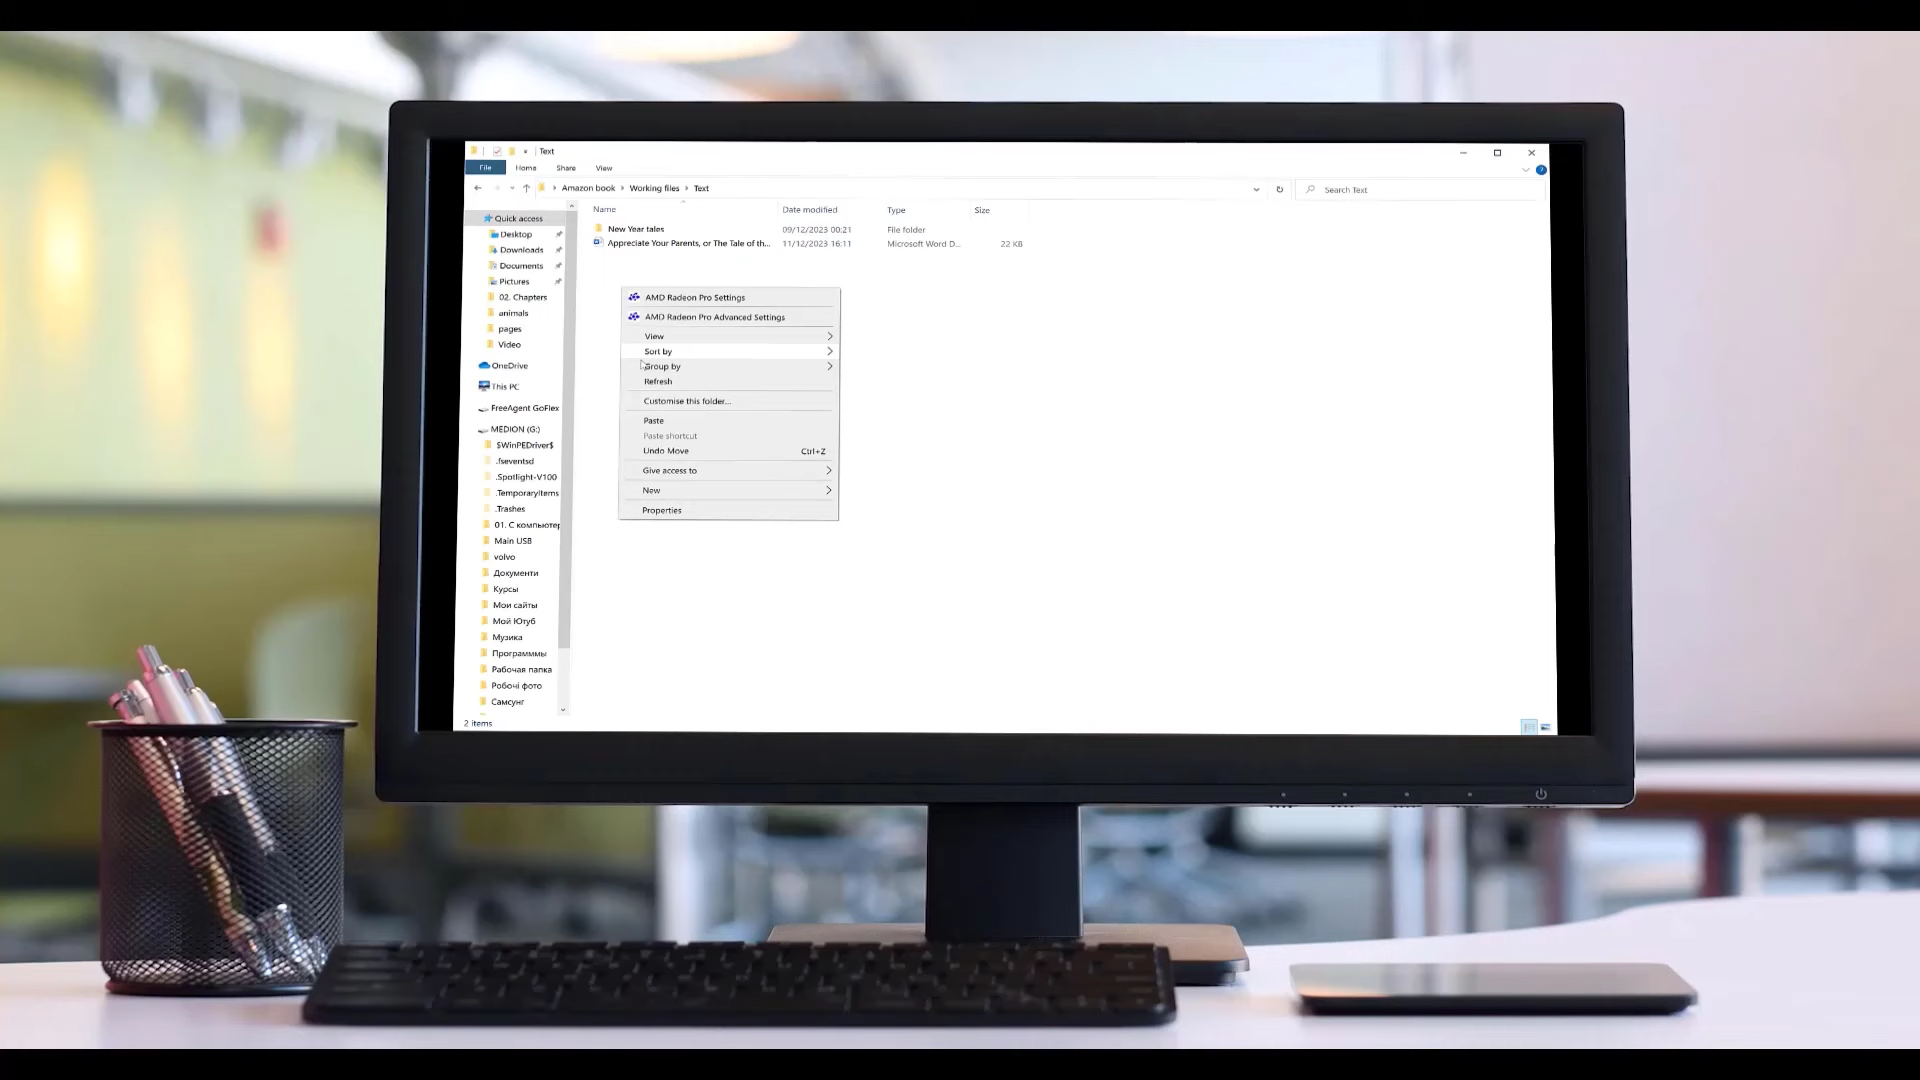 Text
File Home Share View
Amazon book Working files Text Search Text
Name Date modified Type Size
Quick access
Desktop
Downloads
Documents
Pictures
02. Chapters
animals
pages
Video
OneDrive
This PC
FreeAgent GoFlex
MEDION (G:)
$WinPEDriver$
.fseventsd
.Spotlight-V100
.TemporaryItems
.Trashes
01. С компьютер
Main USB
volvo
Документи
Курсы
Мои сайты
Мой Ютуб
Музика
Программы
Рабочая папка
Робочі фото
Самсунг
2 items
New Year tales 09/12/2023 00:21 File folder
Appreciate Your Parents, or The Tale of th... 11/12/2023 16:11 Microsoft Word D... 22 KB
AMD Radeon Pro Settings
AMD Radeon Pro Advanced Settings
View
Sort by
Group by
Refresh
Customise this folder...
Paste
Paste shortcut
Undo Move Ctrl+Z
Give access to
New
Properties